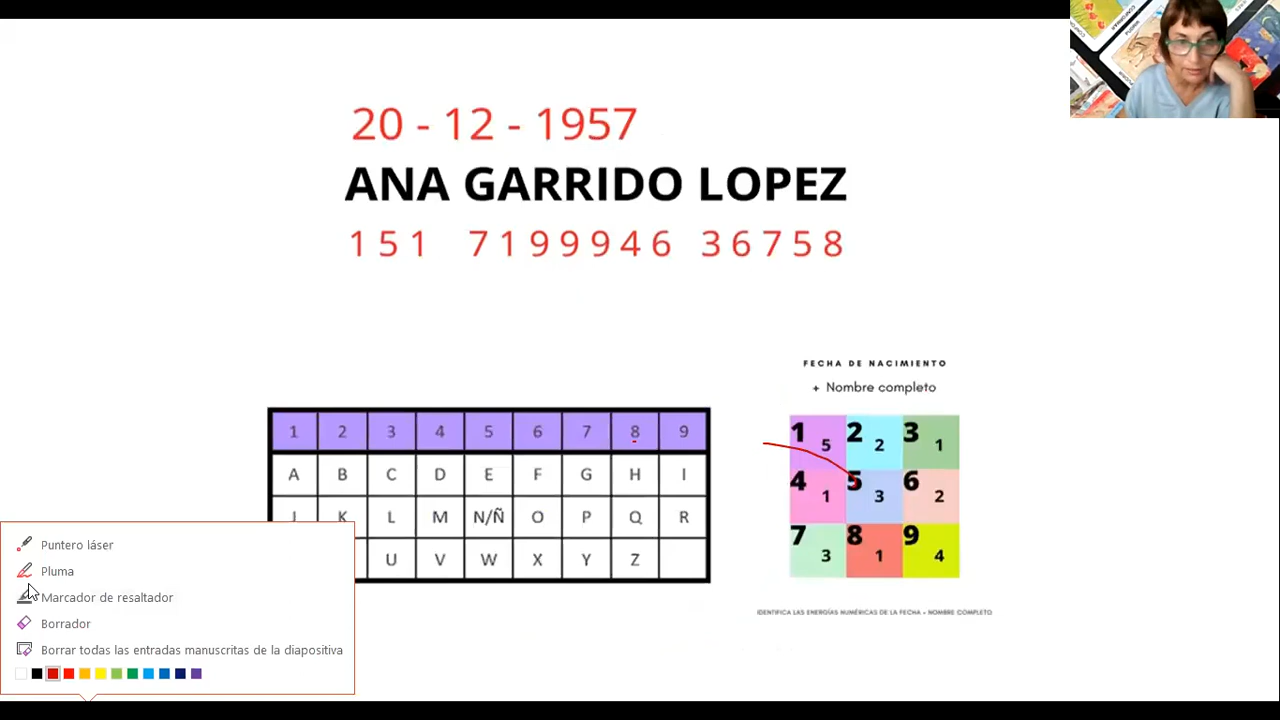 20 - 12 - 1957
ANA GARRIDO LOPEZ
1 5 1 7 1 9 9 9 4 6 3 6 7 5 8
FECHA DE NACIMIENTO
+ Nombre completo
1 2 3 4 5 6 7 8 9
A B C D E F G H I
J K L M N/Ñ O P Q R
U V W X Y Z
1 5 2 2 3 1
4 1 5 3 6 2
7 3 8 1 9 4
IDENTIFICA LAS ENERGÍAS NUMÉRICAS DE LA FECHA + NOMBRE COMPLETO
Puntero láser
Pluma
Marcador de resaltador
Borrador
Borrar todas las entradas manuscritas de la diapositiva